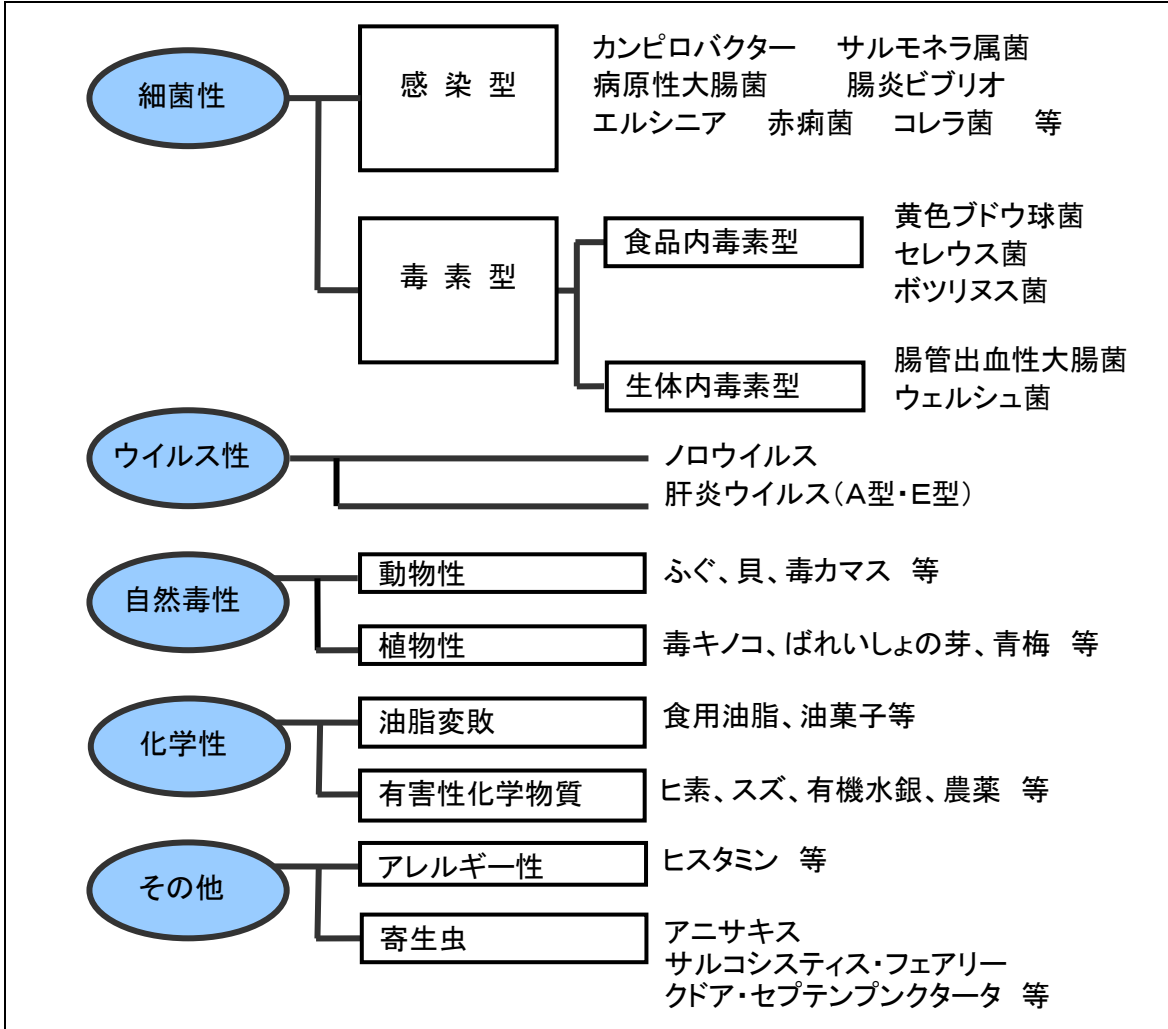 細菌性
感染型
カンピロバクター サルモネラ属菌
病原性大腸菌 腸炎ビブリオ
エルシニア 赤痢菌 コレラ菌 等
毒素型
食品内毒素型
黄色ブドウ球菌
セレウス菌
ボツリヌス菌
生体内毒素型
腸管出血性大腸菌
ウェルシュ菌
ウイルス性
ノロウイルス
肝炎ウイルス(A型・E型)
自然毒性
動物性
ふぐ、貝、毒カマス 等
植物性
毒キノコ、ばれいしょの芽、青梅 等
化学性
油脂変敗
食用油脂、油菓子等
有害性化学物質
ヒ素、スズ、有機水銀、農薬 等
その他
アレルギー性
ヒスタミン 等
寄生虫
アニサキス
サルコシスティス・フェアリー
クドア・セプテンプンクタータ 等